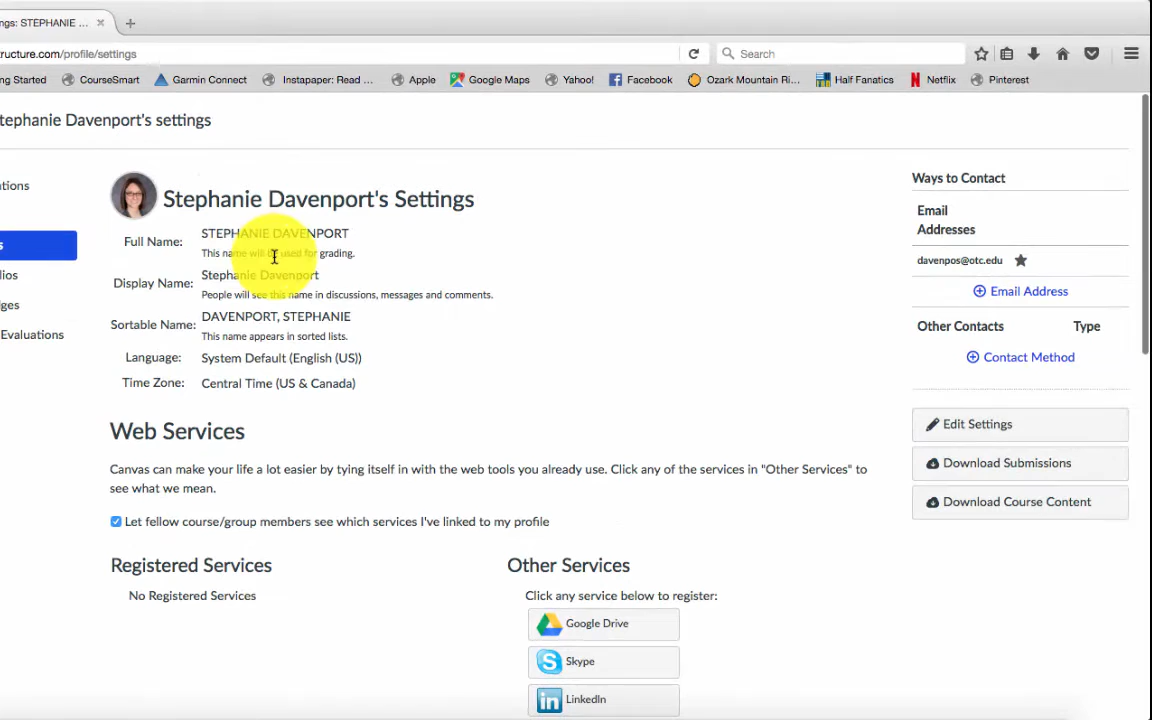 ngs: STEPHANIE ...
ructure.com/profile/settings
Search
ng Started
CourseSmart
Garmin Connect
Instapaper: Read ...
Apple
Google Maps
Yahoo!
Facebook
Ozark Mountain Ri...
Half Fanatics
Netflix
Pinterest
tephanie Davenport's settings
ations
s
ios
ges
Evaluations
Stephanie Davenport's Settings
Full Name: STEPHANIE DAVENPORT
This name will be used for grading.
Display Name: Stephanie Davenport
People will see this name in discussions, messages and comments.
Sortable Name: DAVENPORT, STEPHANIE
This name appears in sorted lists.
Language: System Default (English (US))
Time Zone: Central Time (US & Canada)
Web Services
Canvas can make your life a lot easier by tying itself in with the web tools you already use. Click any of the services in "Other Services" to
see what we mean.
Let fellow course/group members see which services I've linked to my profile
Registered Services
No Registered Services
Other Services
Click any service below to register:
Google Drive
Skype
LinkedIn
Ways to Contact
Email
Addresses
davenpos@otc.edu
Email Address
Other Contacts Type
Contact Method
Edit Settings
Download Submissions
Download Course Content